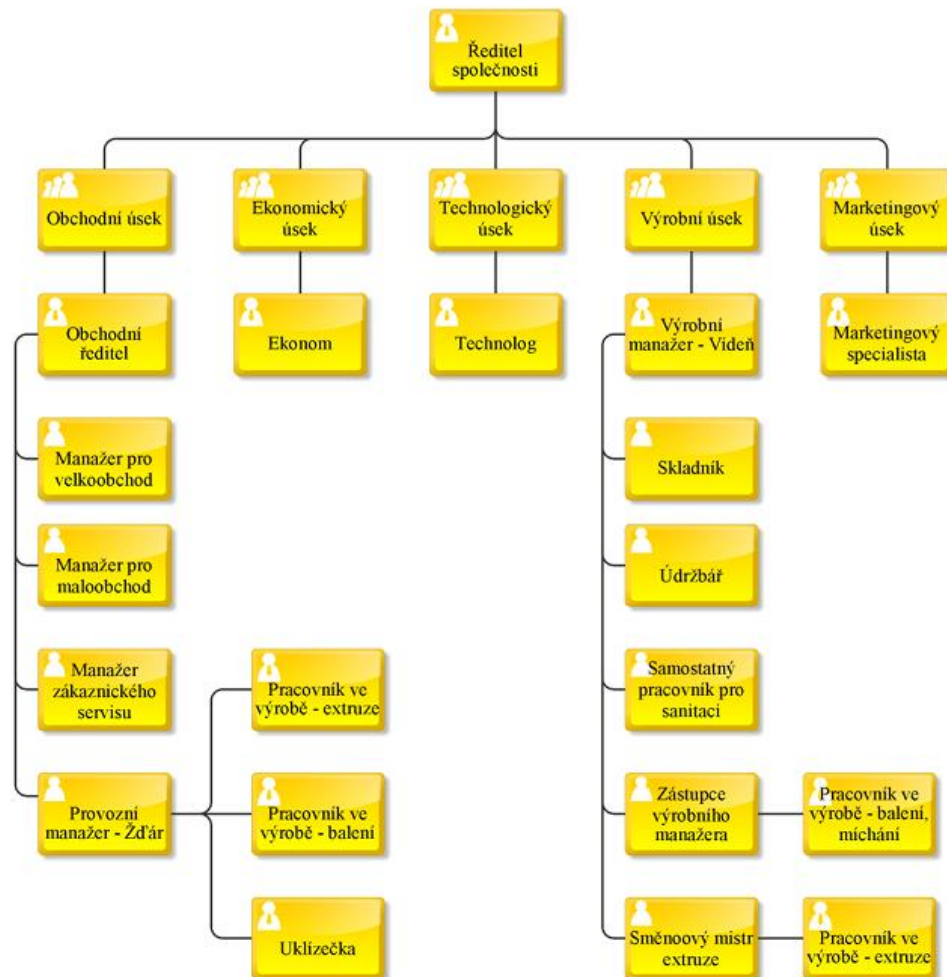 Ředitel
společnosti
Obchodní úsek
Ekonomický
úsek
Technologický
úsek
Výrobní úsek
Marketingový
úsek
Obchodní
ředitel
Ekonom
Technolog
Výrobní
manažer - Vídeň
Marketingový
specialista
Manažer pro
velkoobchod
Skladník
Manažer pro
maloobchod
Údržbář
Manažer
zákaznického
servisu
Pracovník ve
výrobě - extruze
Samostatný
pracovník pro
sanitaci
Provozní
manažer - Žďár
Pracovník ve
výrobě - balení
Zástupce
výrobního
manažera
Pracovník ve
výrobě - balení,
míchání
Uklízečka
Směnoový mistr
extruze
Pracovník ve
výrobě - extruze